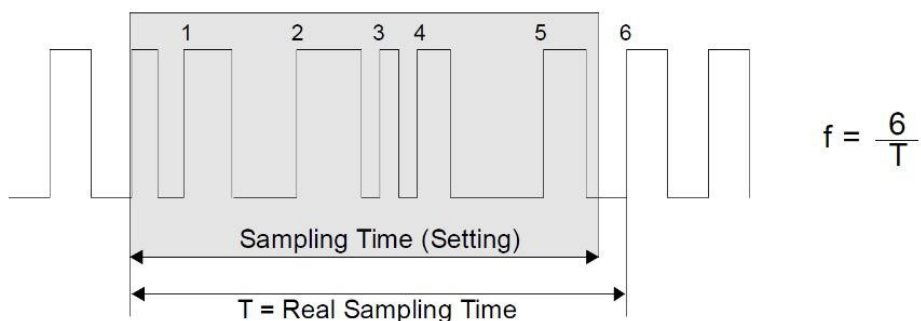 1 2 3 4 5 6
f = 6
T
Sampling Time (Setting)
T = Real Sampling Time